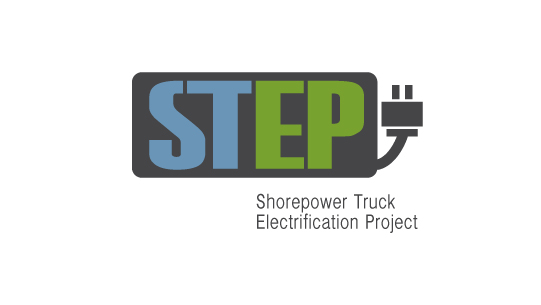 STEP
Shorepower Truck
Electrification Project